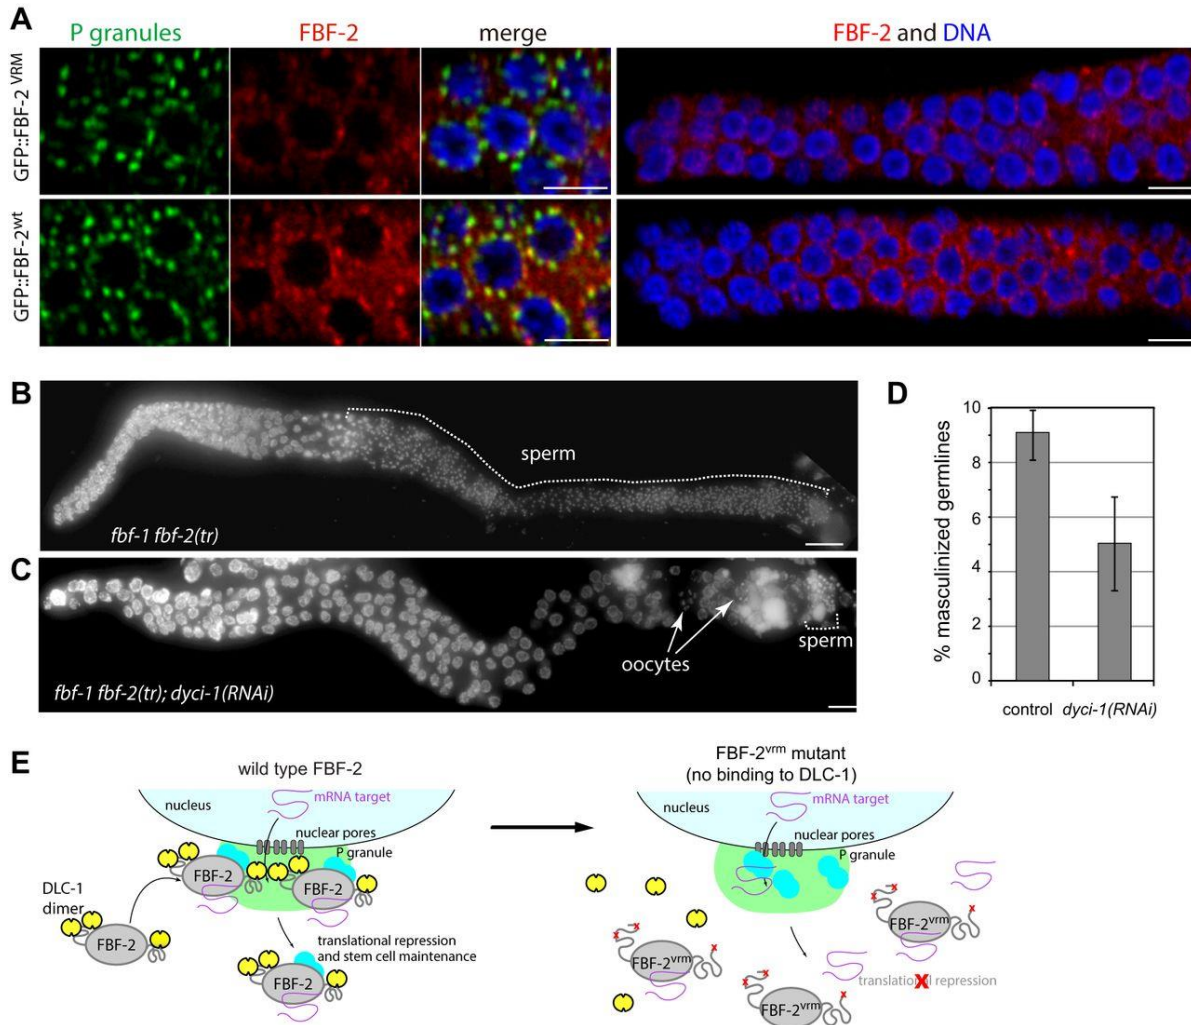 A
P granules
FBF-2
merge
FBF-2 and DNA
GFP::FBF-2 VRM
GFP::FBF-2wt
B
sperm
fbf-1 fbf-2(tr)
C
oocytes
sperm
fbf-1 fbf-2(tr); dyci-1(RNAi)
D
% masculinized germlines
10
8
6
4
2
0
control
dyci-1(RNAi)
E
wild type FBF-2
nucleus
mRNA target
nuclear pores
P granule
FBF-2
FBF-2
DLC-1
dimer
FBF-2
translational repression
and stem cell maintenance
FBF-2
FBF-2vrm mutant
(no binding to DLC-1)
nucleus
mRNA target
nuclear pores
P granule
FBF-2vrm
FBF-2vrm
translational repression
FBF-2vrm